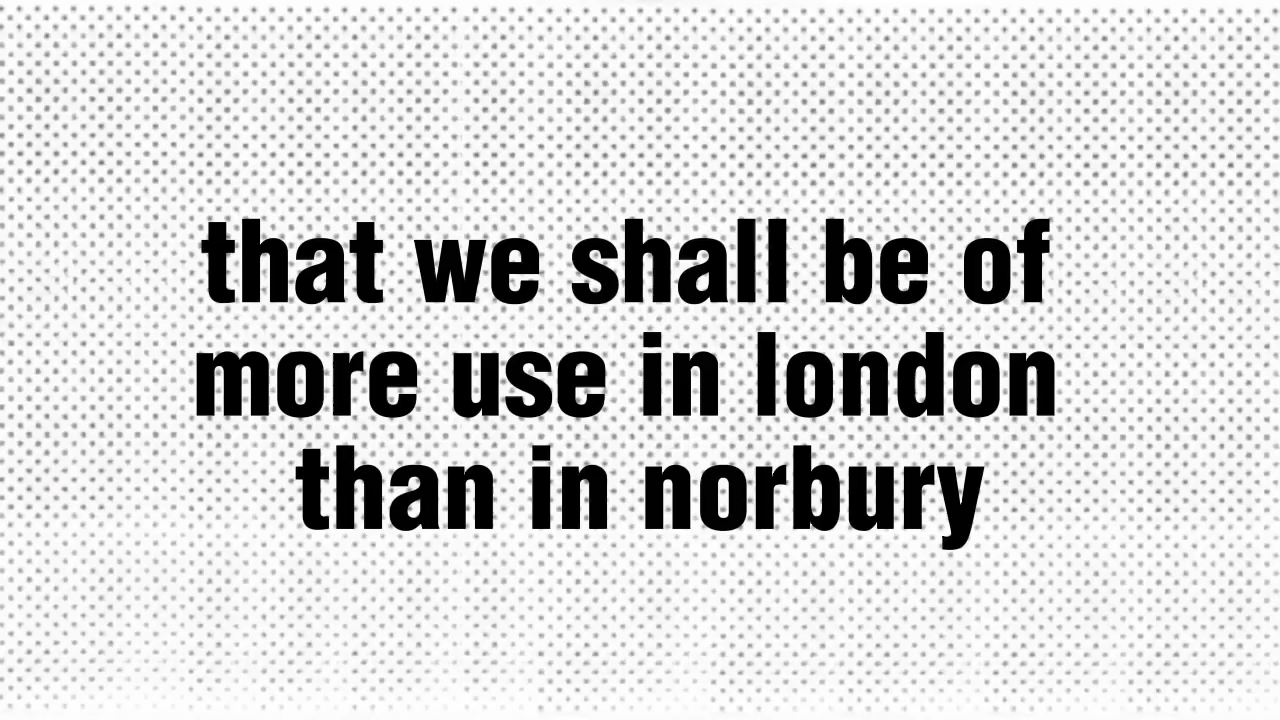 that we shall be of
more use in london
than in norbury